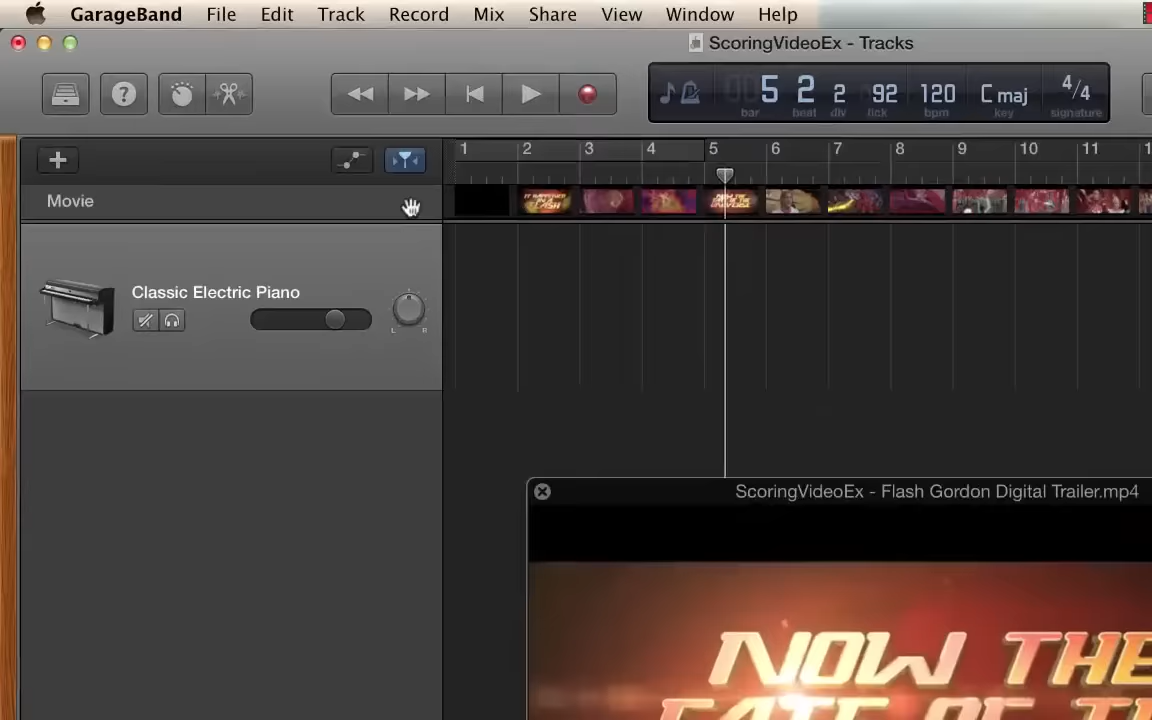 GarageBand File Edit Track Record Mix Share View Window Help
ScoringVideoEx - Tracks
5 2 2 92 120 C maj 4/4
bar beat div tick bpm key signature
1 2 3 4 5 6 7 8 9 10 11
Movie
Classic Electric Piano
L R
ScoringVideoEx - Flash Gordon Digital Trailer.mp4
NOW THE
FATE OF T